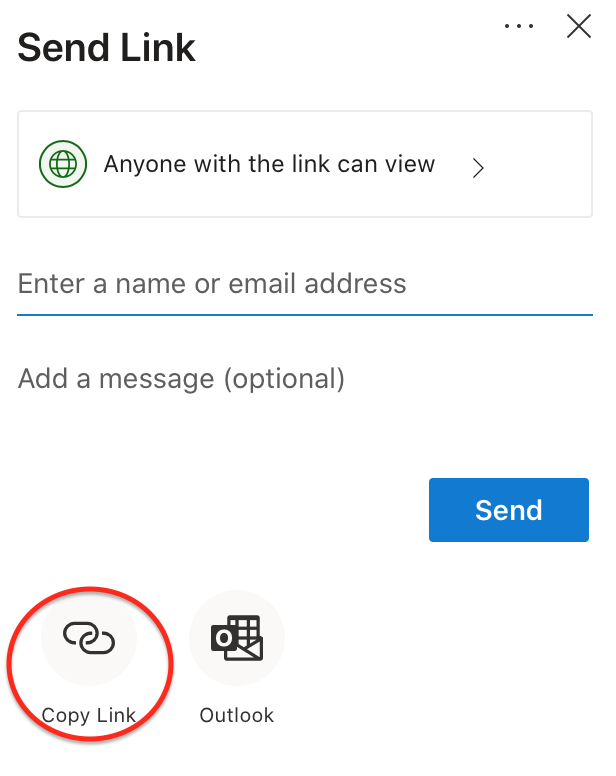 Send Link
Anyone with the link can view
Enter a name or email address
Add a message (optional)
Send
Copy Link
Outlook